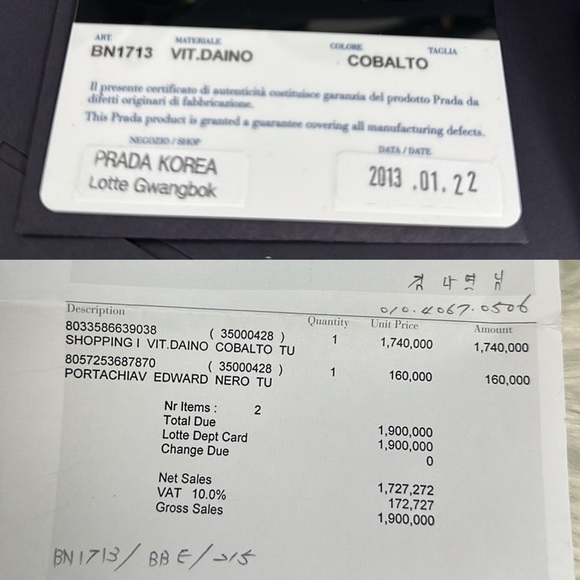 ART. MATERIALE COLORE TAGLIA
BN1713 VIT.DAINO COBALTO
Il presente certificato di autenticità costituisce garanzia del prodotto Prada da
difetti originari di fabbricazione.
This Prada product is granted a guarantee covering all manufacturing defects.
NEGOZIO / SHOP DATA / DATE
PRADA KOREA
Lotte Gwangbok
2013 .01.22
김 나 연 님
010.4067.0506
Description Quantity Unit Price Amount
8033586639038 ( 35000428 ) 1 1,740,000 1,740,000
SHOPPING I VIT.DAINO COBALTO TU
8057253687870 ( 35000428 ) 1 160,000 160,000
PORTACHIAV EDWARD NERO TU
Nr Items : 2
Total Due 1,900,000
Lotte Dept Card 1,900,000
Change Due 0
Net Sales 1,727,272
VAT 10.0% 172,727
Gross Sales 1,900,000
BN1713/ BBE/215